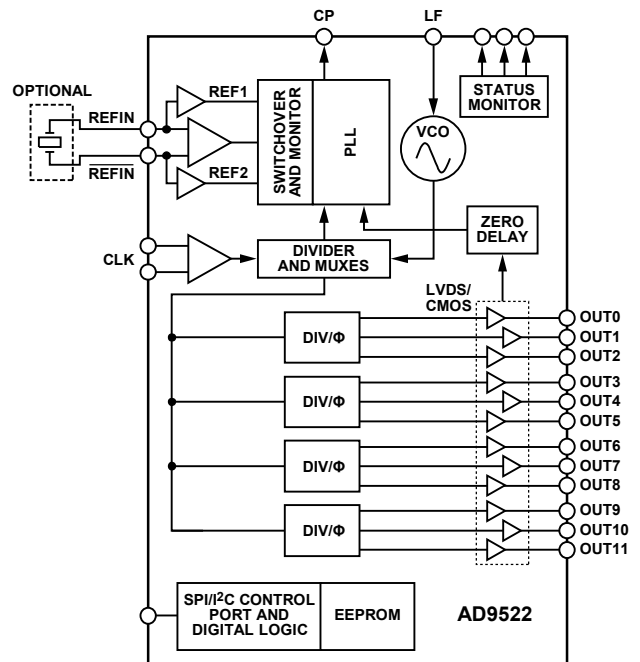 CP
LF
OPTIONAL
REFIN
REFIN
REF1
REF2
SWITCHOVER
AND MONITOR
PLL
VCO
STATUS
MONITOR
ZERO
DELAY
CLK
DIVIDER
AND MUXES
LVDS/
CMOS
DIV/Φ
OUT0
OUT1
OUT2
DIV/Φ
OUT3
OUT4
OUT5
DIV/Φ
OUT6
OUT7
OUT8
DIV/Φ
OUT9
OUT10
OUT11
SPI/I²C CONTROL
PORT AND
DIGITAL LOGIC
EEPROM
AD9522